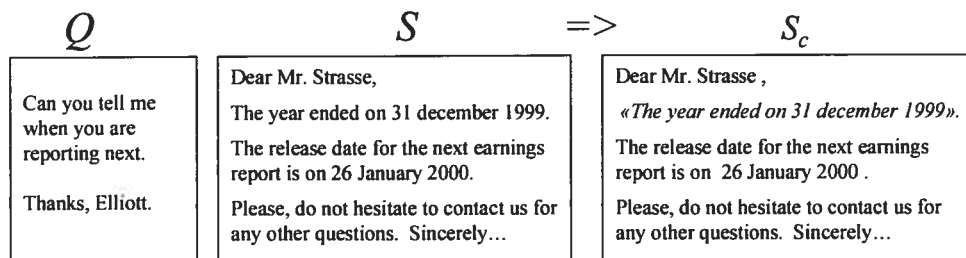 Q S => Sc
Can you tell me
when you are
reporting next.
Thanks, Elliott.
Dear Mr. Strasse,
The year ended on 31 december 1999.
The release date for the next earnings
report is on 26 January 2000.
Please, do not hesitate to contact us for
any other questions. Sincerely…
Dear Mr. Strasse ,
«The year ended on 31 december 1999».
The release date for the next earnings
report is on 26 January 2000 .
Please, do not hesitate to contact us for
any other questions. Sincerely…